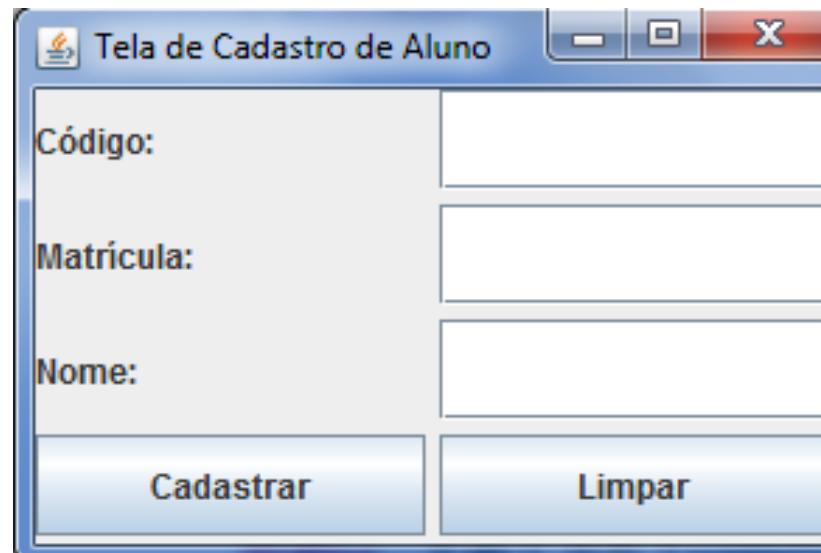 Tela de Cadastro de Aluno
Código:
Matrícula:
Nome:
Cadastrar Limpar